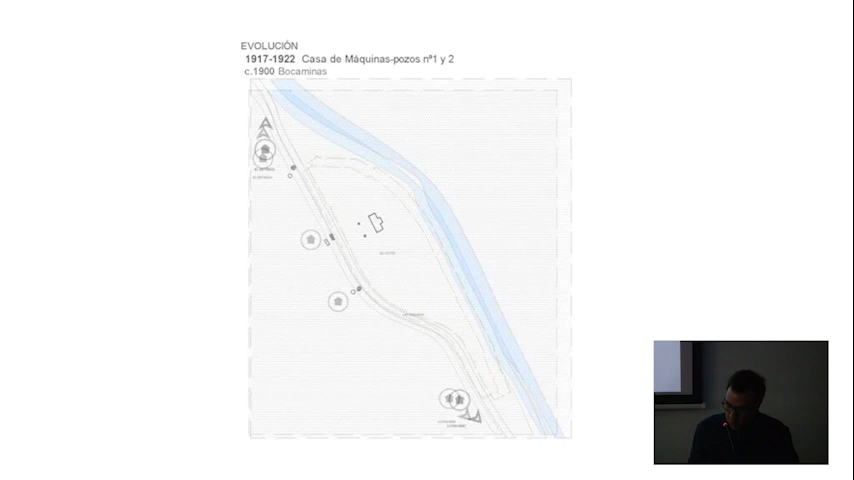 EVOLUCIÓN
1917-1922 Casa de Máquinas-pozos nº1 y 2
c.1900 Bocaminas